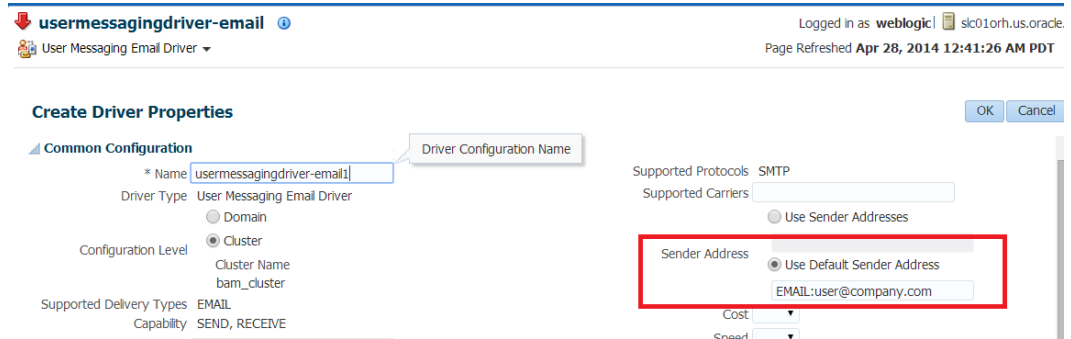 usermessagingdriver-email
Logged in as weblogic| slc01orh.us.oracle.
User Messaging Email Driver
Page Refreshed Apr 28, 2014 12:41:26 AM PDT
Create Driver Properties
OK Cancel
Common Configuration
Driver Configuration Name
* Name usermessagingdriver-email1
Driver Type User Messaging Email Driver
Domain
Configuration Level
Cluster
Cluster Name
bam_cluster
Supported Delivery Types EMAIL
Capability SEND, RECEIVE
Supported Protocols SMTP
Supported Carriers
Use Sender Addresses
Sender Address
Use Default Sender Address
EMAIL:user@company.com
Cost
Speed